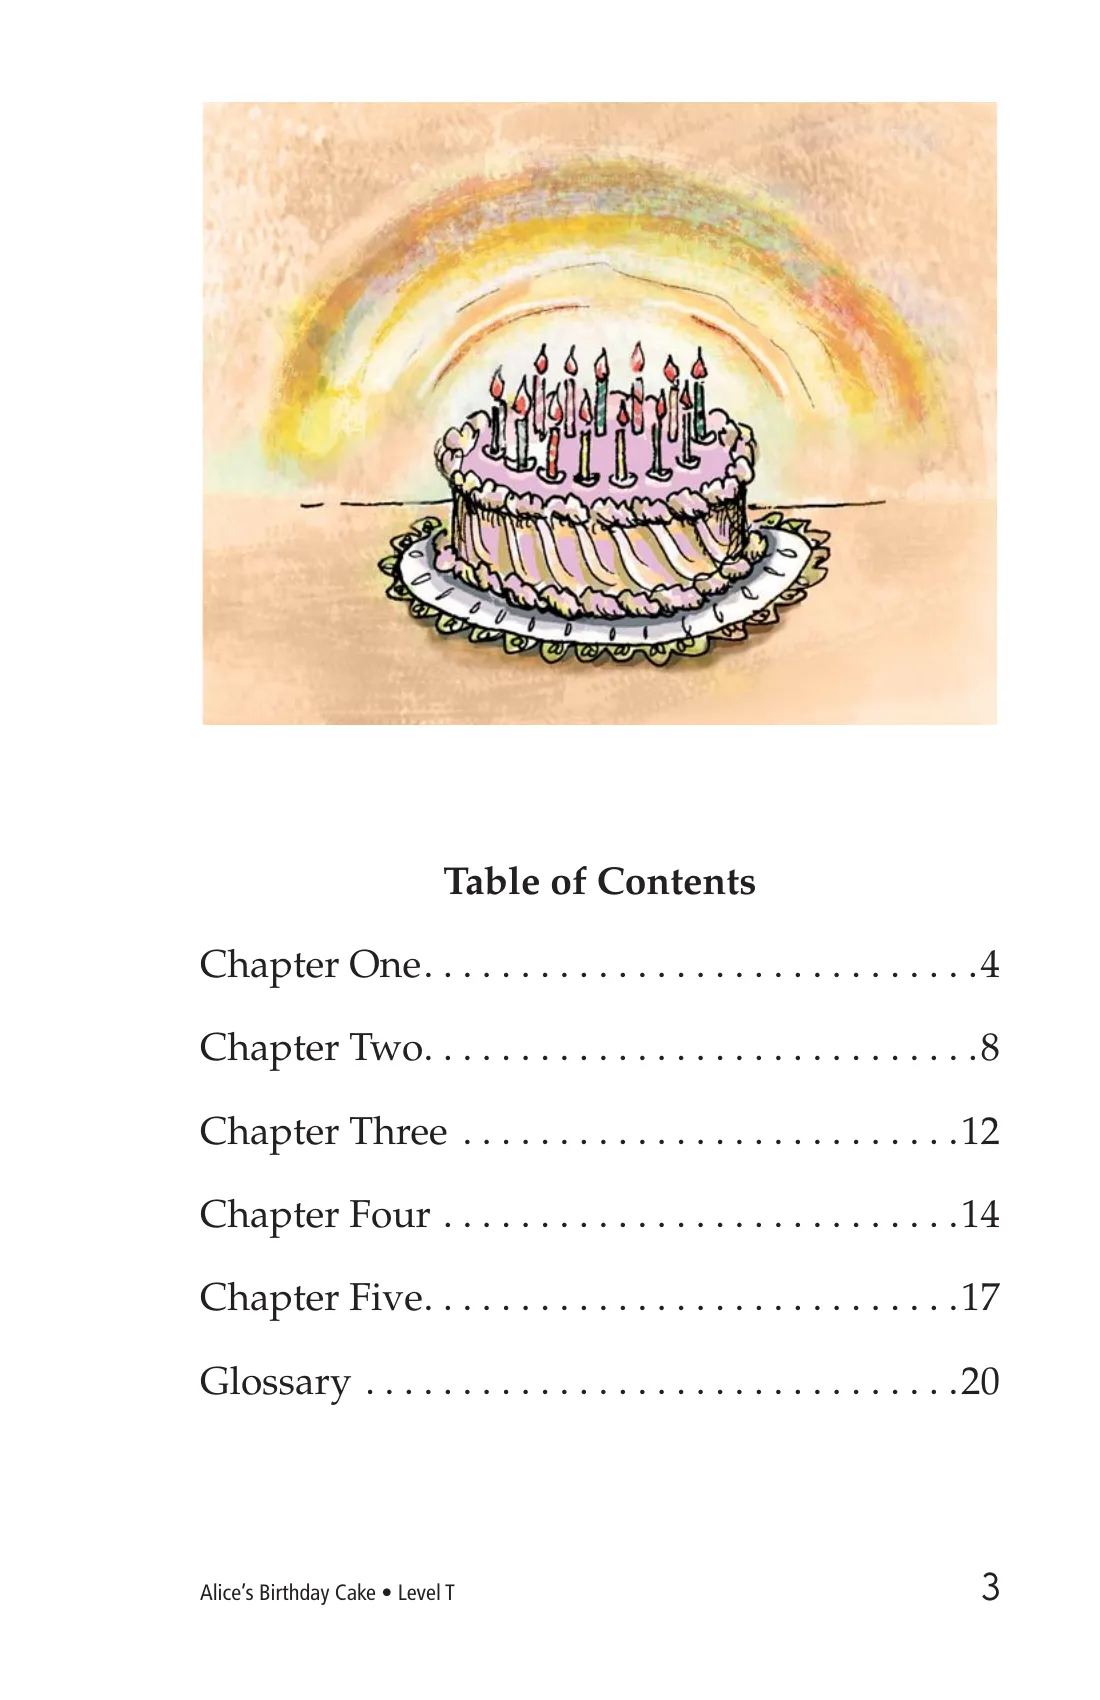 Table of Contents
Chapter One. . . . . . . . . . . . . . . . . . . . . . . . . . . . .4
Chapter Two. . . . . . . . . . . . . . . . . . . . . . . . . . . . .8
Chapter Three . . . . . . . . . . . . . . . . . . . . . . . . . .12
Chapter Four . . . . . . . . . . . . . . . . . . . . . . . . . . .14
Chapter Five. . . . . . . . . . . . . . . . . . . . . . . . . . . .17
Glossary . . . . . . . . . . . . . . . . . . . . . . . . . . . . . . .20
Alice’s Birthday Cake • Level T 3